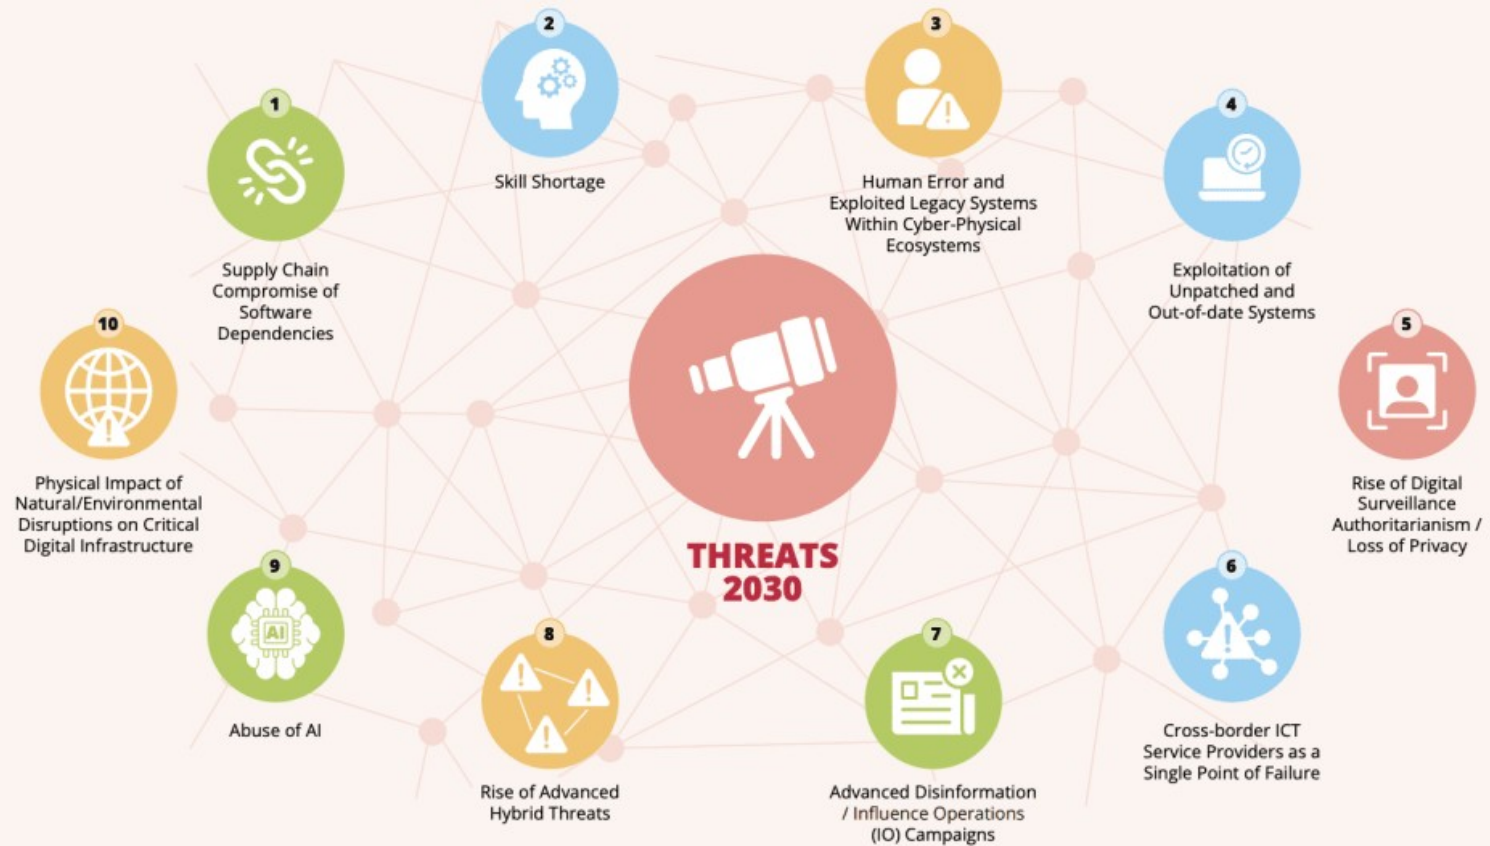 1
Supply Chain
Compromise of
Software
Dependencies
2
Skill Shortage
3
Human Error and
Exploited Legacy Systems
Within Cyber-Physical
Ecosystems
4
Exploitation of
Unpatched and
Out-of-date Systems
5
Rise of Digital
Surveillance
Authoritarianism /
Loss of Privacy
6
Cross-border ICT
Service Providers as a
Single Point of Failure
7
Advanced Disinformation
/ Influence Operations
(IO) Campaigns
8
Rise of Advanced
Hybrid Threats
9
AI
Abuse of AI
10
Physical Impact of
Natural/Environmental
Disruptions on Critical
Digital Infrastructure
THREATS
2030